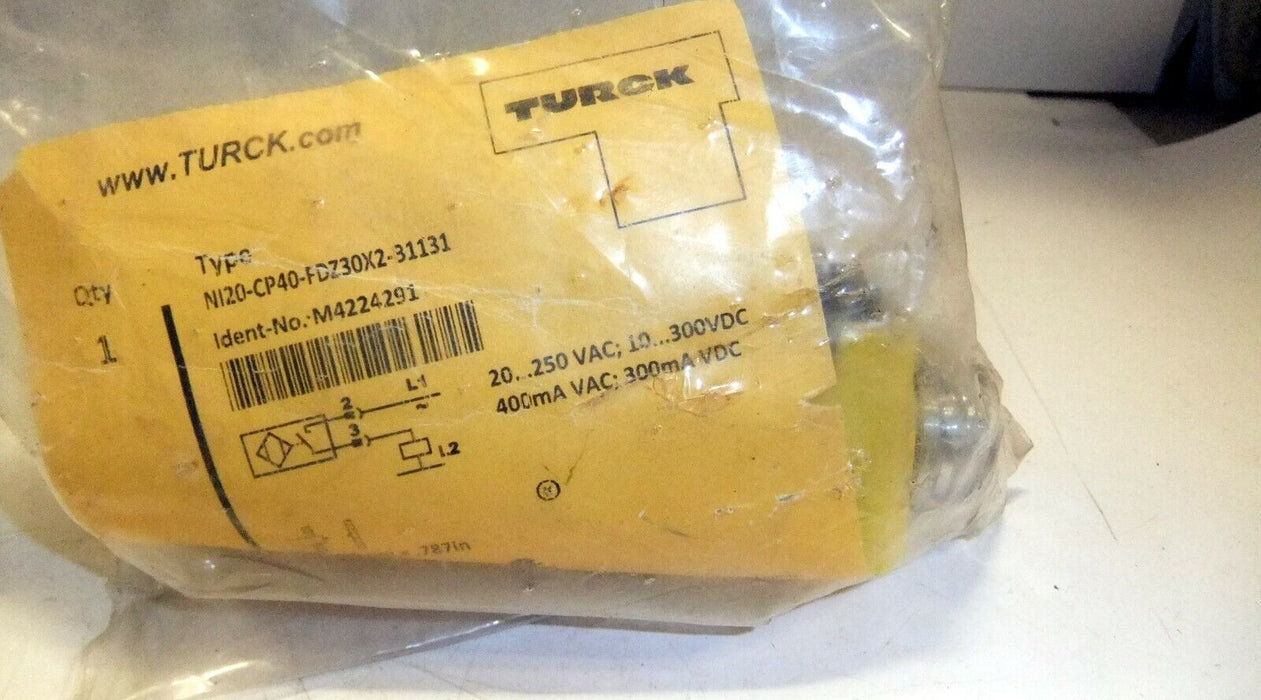 TURCK
www.TURCK.com
Type
NI20-CP40-FDZ30X2-31131
Qty
1
Ident-No.:M4224291
20...250 VAC; 10...300VDC
400mA VAC; 300mA VDC
L1
2
~
3
L2
.787in